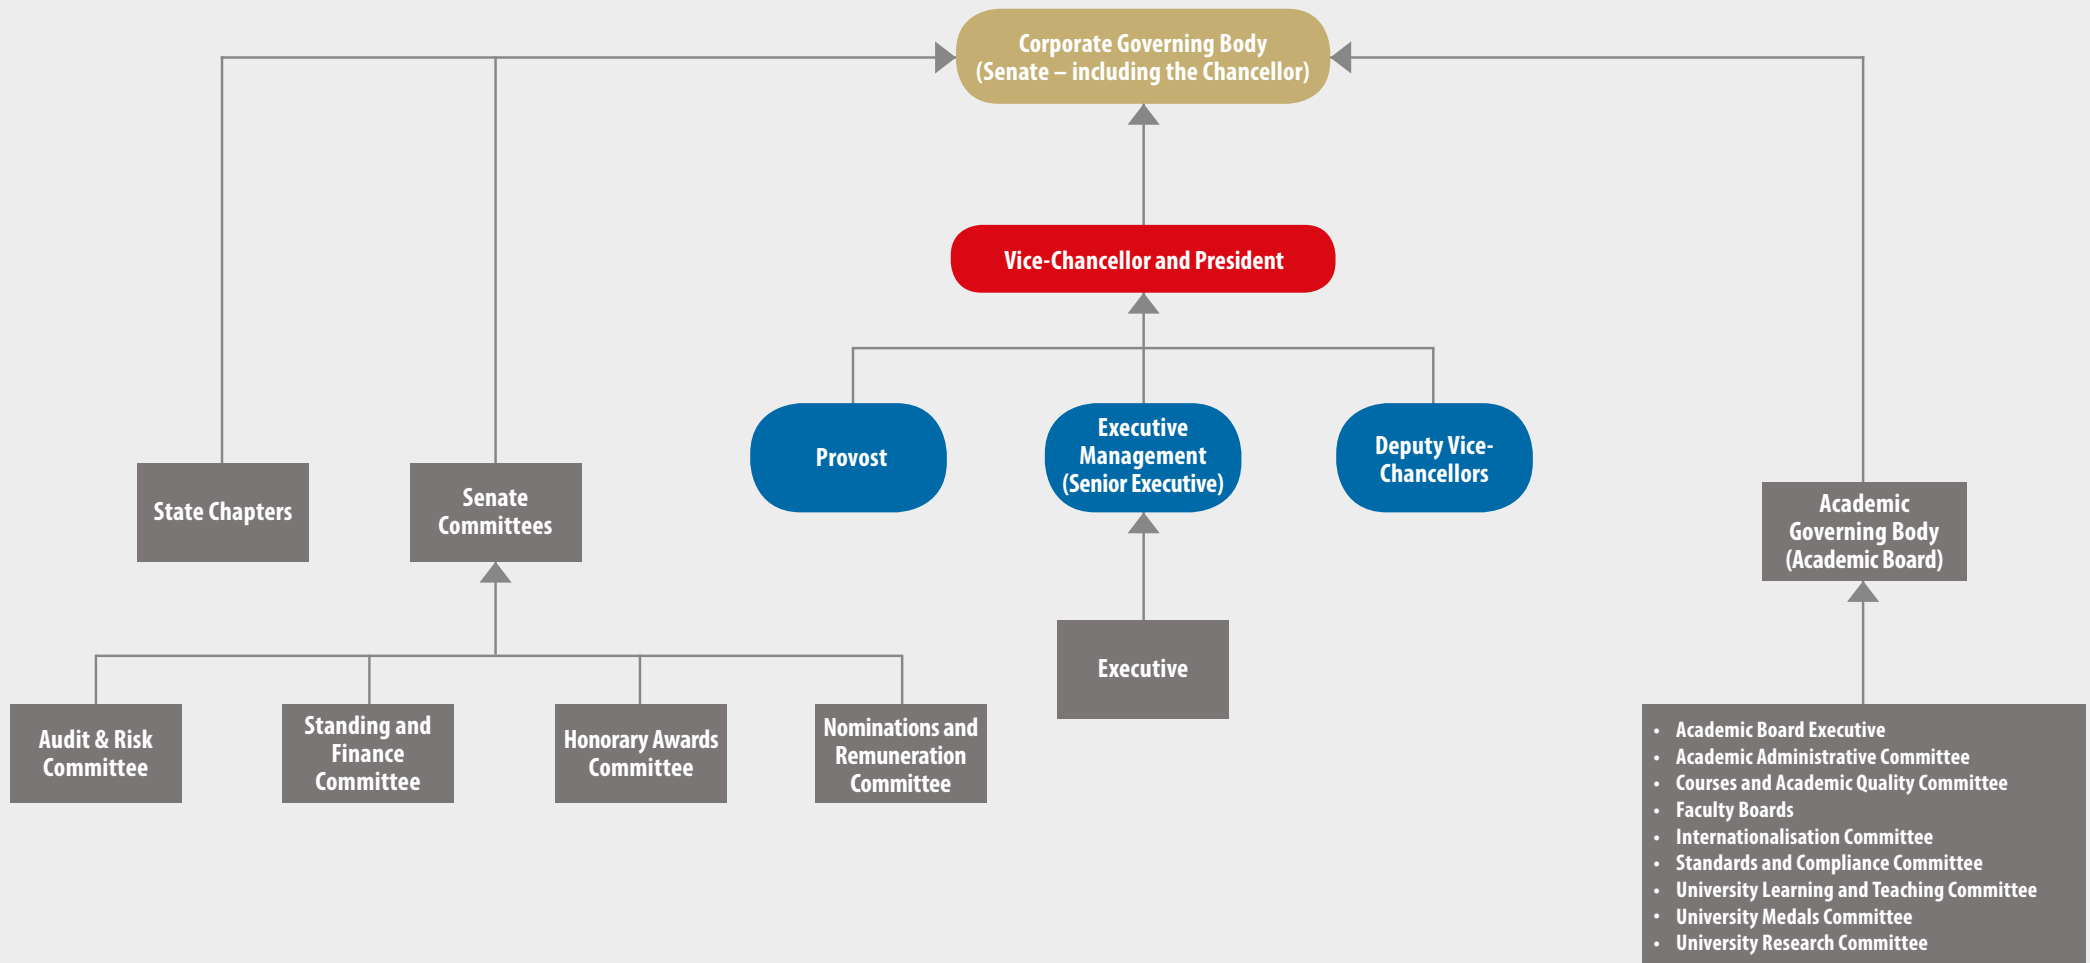 Corporate Governing Body
(Senate – including the Chancellor)
Vice-Chancellor and President
Provost
Executive
Management
(Senior Executive)
Deputy Vice-
Chancellors
State Chapters
Senate
Committees
Academic
Governing Body
(Academic Board)
Executive
Audit & Risk
Committee
Standing and
Finance
Committee
Honorary Awards
Committee
Nominations and
Remuneration
Committee
• Academic Board Executive
• Academic Administrative Committee
• Courses and Academic Quality Committee
• Faculty Boards
• Internationalisation Committee
• Standards and Compliance Committee
• University Learning and Teaching Committee
• University Medals Committee
• University Research Committee